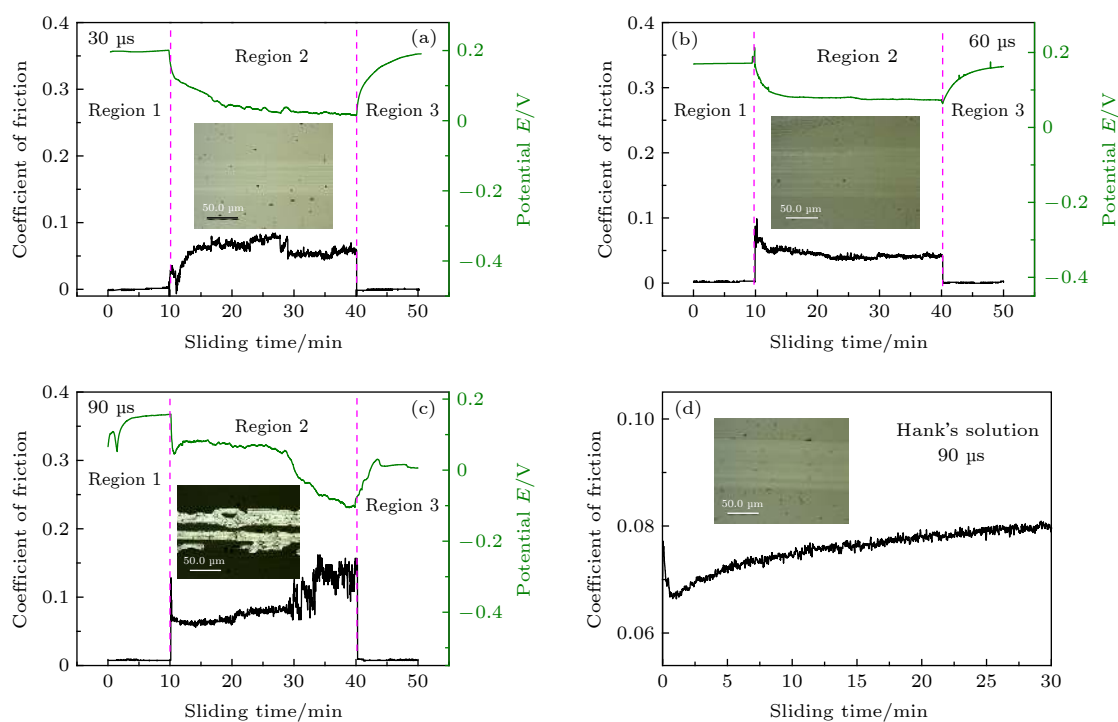 30 μs
(a)
Region 2
Region 1
Region 3
50.0 μm
0.4
0.3
0.2
0.1
0
Coefficient of friction
0.2
0
−0.2
−0.4
Potential E/V
0 10 20 30 40 50
Sliding time/min
(b)
60 μs
Region 2
Region 1
Region 3
50.0 μm
0.4
0.3
0.2
0.1
0
Coefficient of friction
0.2
0
−0.2
−0.4
Potential E/V
0 10 20 30 40 50
Sliding time/min
90 μs
(c)
Region 2
Region 1
Region 3
50.0 μm
0.4
0.3
0.2
0.1
0
Coefficient of friction
0.2
0
−0.2
−0.4
Potential E/V
0 10 20 30 40 50
Sliding time/min
(d)
Hank's solution
90 μs
50.0 μm
0.10
0.08
0.06
Coefficient of friction
0 5 10 15 20 25 30
Sliding time/min